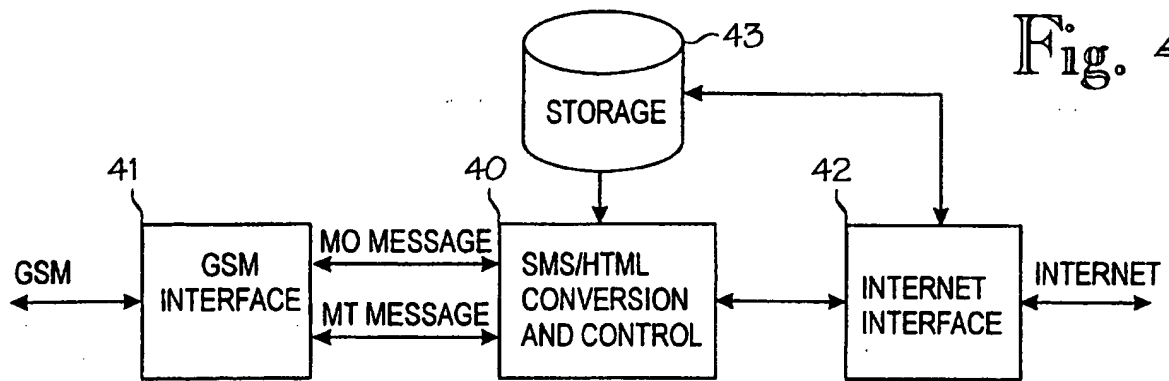 Fig. 4
43
STORAGE
41
40
42
GSM
GSM
INTERFACE
MO MESSAGE
MT MESSAGE
SMS/HTML
CONVERSION
AND CONTROL
INTERNET
INTERFACE
INTERNET